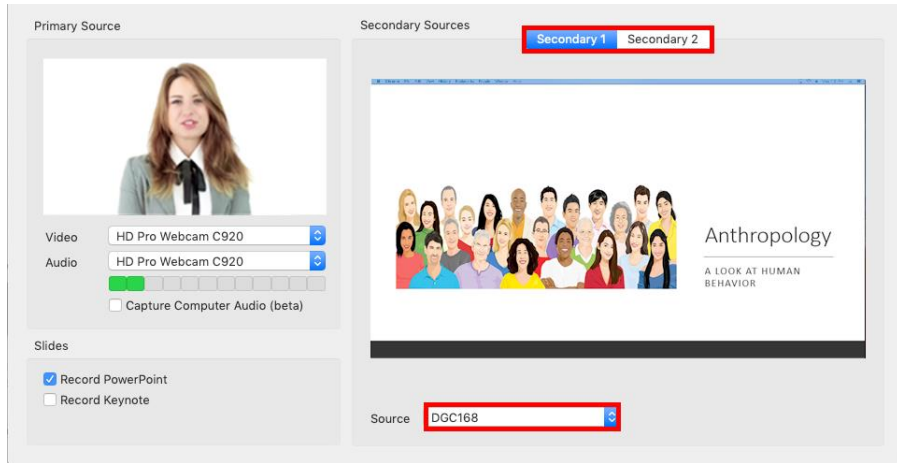 Primary Source
Video
HD Pro Webcam C920
Audio
HD Pro Webcam C920
Capture Computer Audio (beta)
Slides
Record PowerPoint
Record Keynote
Secondary Sources
Secondary 1
Secondary 2
Anthropology
A LOOK AT HUMAN
BEHAVIOR
Source
DGC168